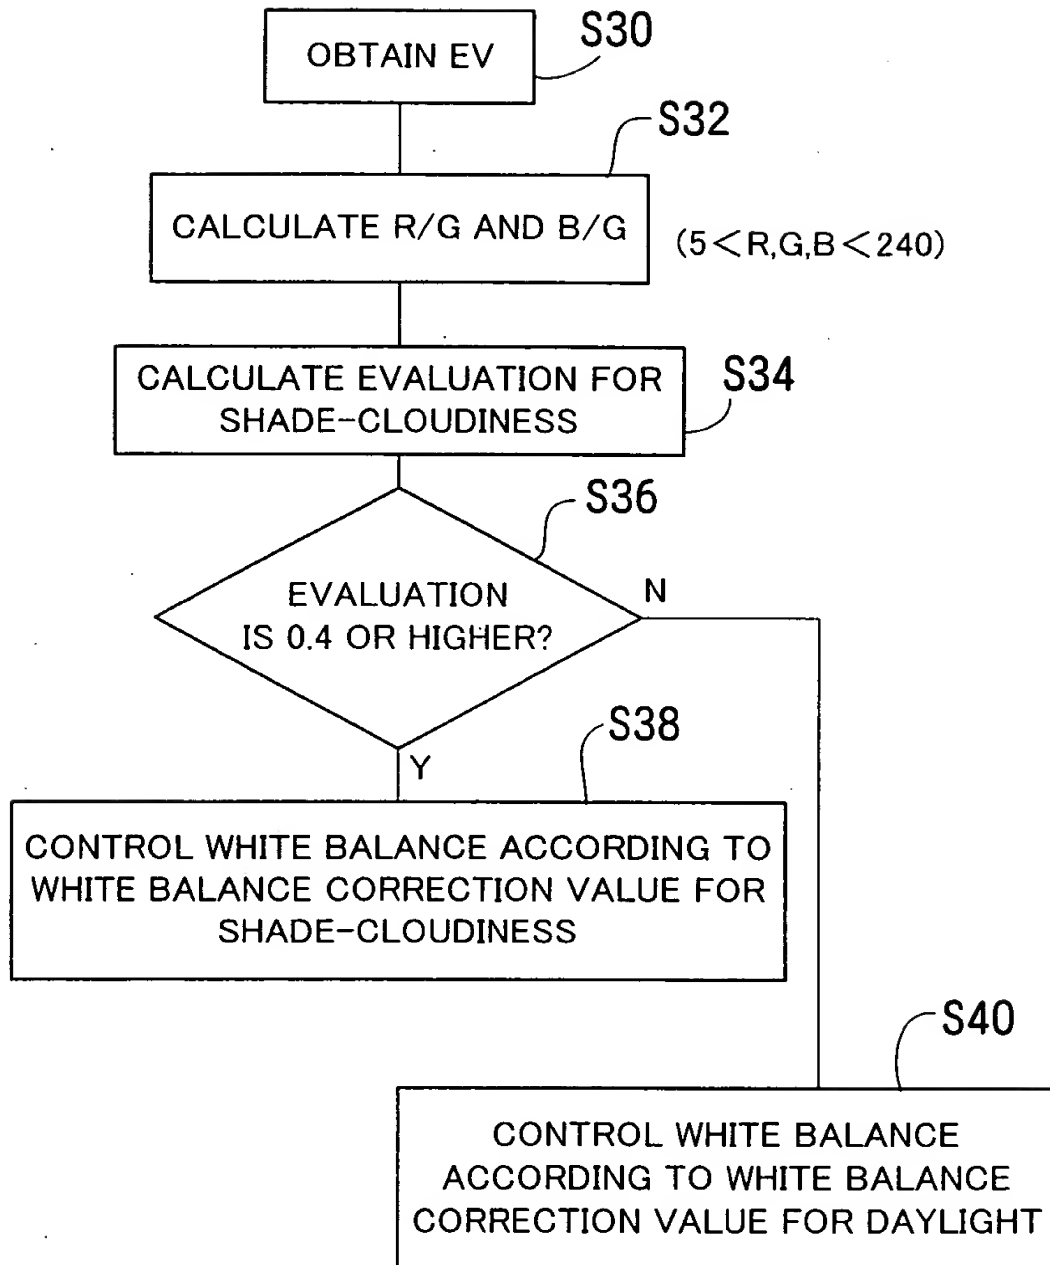 OBTAIN EV
S30
S32
CALCULATE R/G AND B/G
(5<R,G,B<240)
CALCULATE EVALUATION FOR
SHADE-CLOUDINESS
S34
S36
EVALUATION
IS 0.4 OR HIGHER?
N
Y
S38
CONTROL WHITE BALANCE ACCORDING TO
WHITE BALANCE CORRECTION VALUE FOR
SHADE-CLOUDINESS
S40
CONTROL WHITE BALANCE
ACCORDING TO WHITE BALANCE
CORRECTION VALUE FOR DAYLIGHT